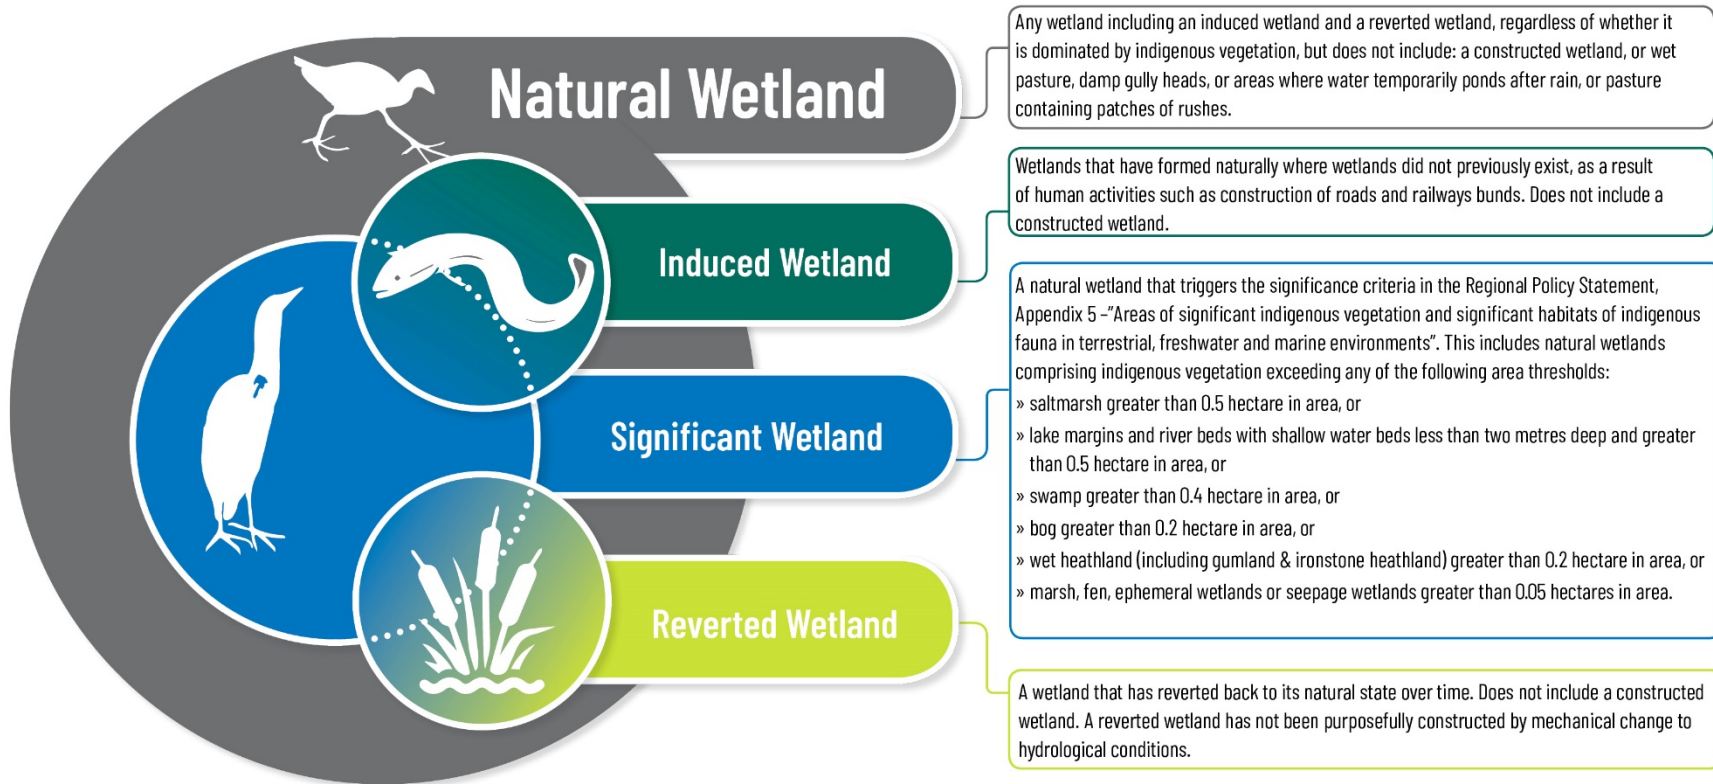 Natural Wetland
Any wetland including an induced wetland and a reverted wetland, regardless of whether it
is dominated by indigenous vegetation, but does not include: a constructed wetland, or wet
pasture, damp gully heads, or areas where water temporarily ponds after rain, or pasture
containing patches of rushes.
Induced Wetland
Wetlands that have formed naturally where wetlands did not previously exist, as a result
of human activities such as construction of roads and railways bunds. Does not include a
constructed wetland.
Significant Wetland
A natural wetland that triggers the significance criteria in the Regional Policy Statement,
Appendix 5 –"Areas of significant indigenous vegetation and significant habitats of indigenous
fauna in terrestrial, freshwater and marine environments". This includes natural wetlands
comprising indigenous vegetation exceeding any of the following area thresholds:
» saltmarsh greater than 0.5 hectare in area, or
» lake margins and river beds with shallow water beds less than two metres deep and greater
than 0.5 hectare in area, or
» swamp greater than 0.4 hectare in area, or
» bog greater than 0.2 hectare in area, or
» wet heathland (including gumland & ironstone heathland) greater than 0.2 hectare in area, or
» marsh, fen, ephemeral wetlands or seepage wetlands greater than 0.05 hectares in area.
Reverted Wetland
A wetland that has reverted back to its natural state over time. Does not include a constructed
wetland. A reverted wetland has not been purposefully constructed by mechanical change to
hydrological conditions.